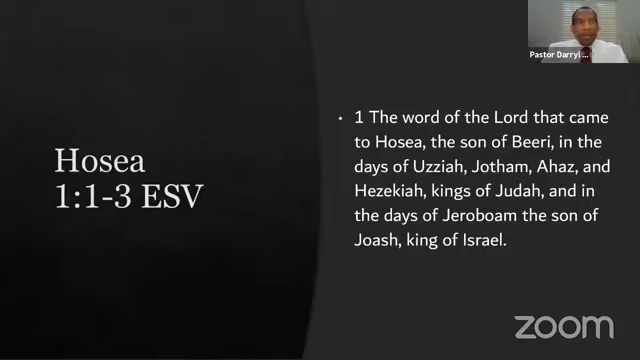 Pastor Darryl ...
Hosea
1:1-3 ESV
• 1 The word of the Lord that came
to Hosea, the son of Beeri, in the
days of Uzziah, Jotham, Ahaz, and
Hezekiah, kings of Judah, and in
the days of Jeroboam the son of
Joash, king of Israel.
zoom